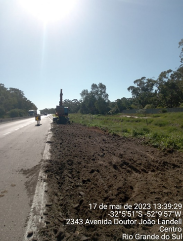 17 de mai de 2023 13:39:29
-32°5'51"S -52°9'57"W
2343 Avenida Doutor João Landell
Centro
Rio Grande do Sul